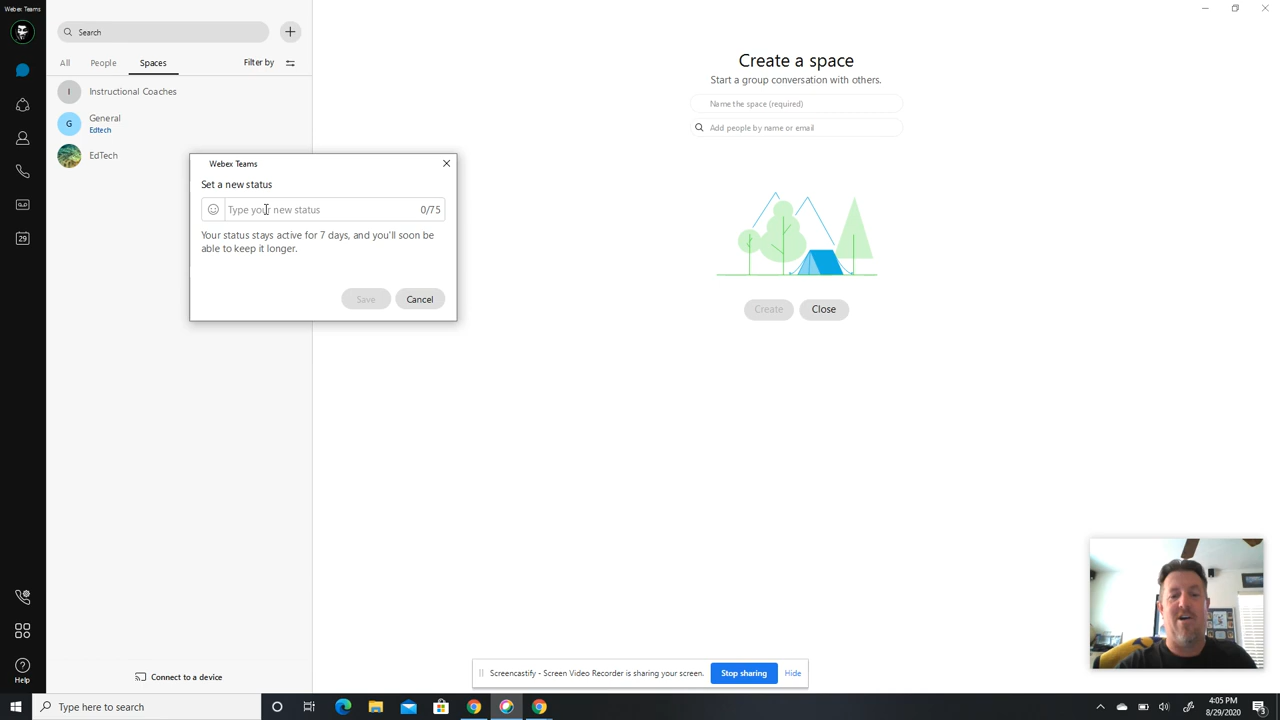 Webex Teams
Search
All People Spaces Filter by
I Instructional Coaches
G General
Edtech
EdTech
29
Help
Connect to a device
Webex Teams
Set a new status
Type your new status 0/75
Your status stays active for 7 days, and you'll soon be
able to keep it longer.
Save Cancel
Create a space
Start a group conversation with others.
Name the space (required)
Add people by name or email
Create Close
Screencastify - Screen Video Recorder is sharing your screen. Stop sharing Hide
Type here to search
4:05 PM
8/29/2020
3